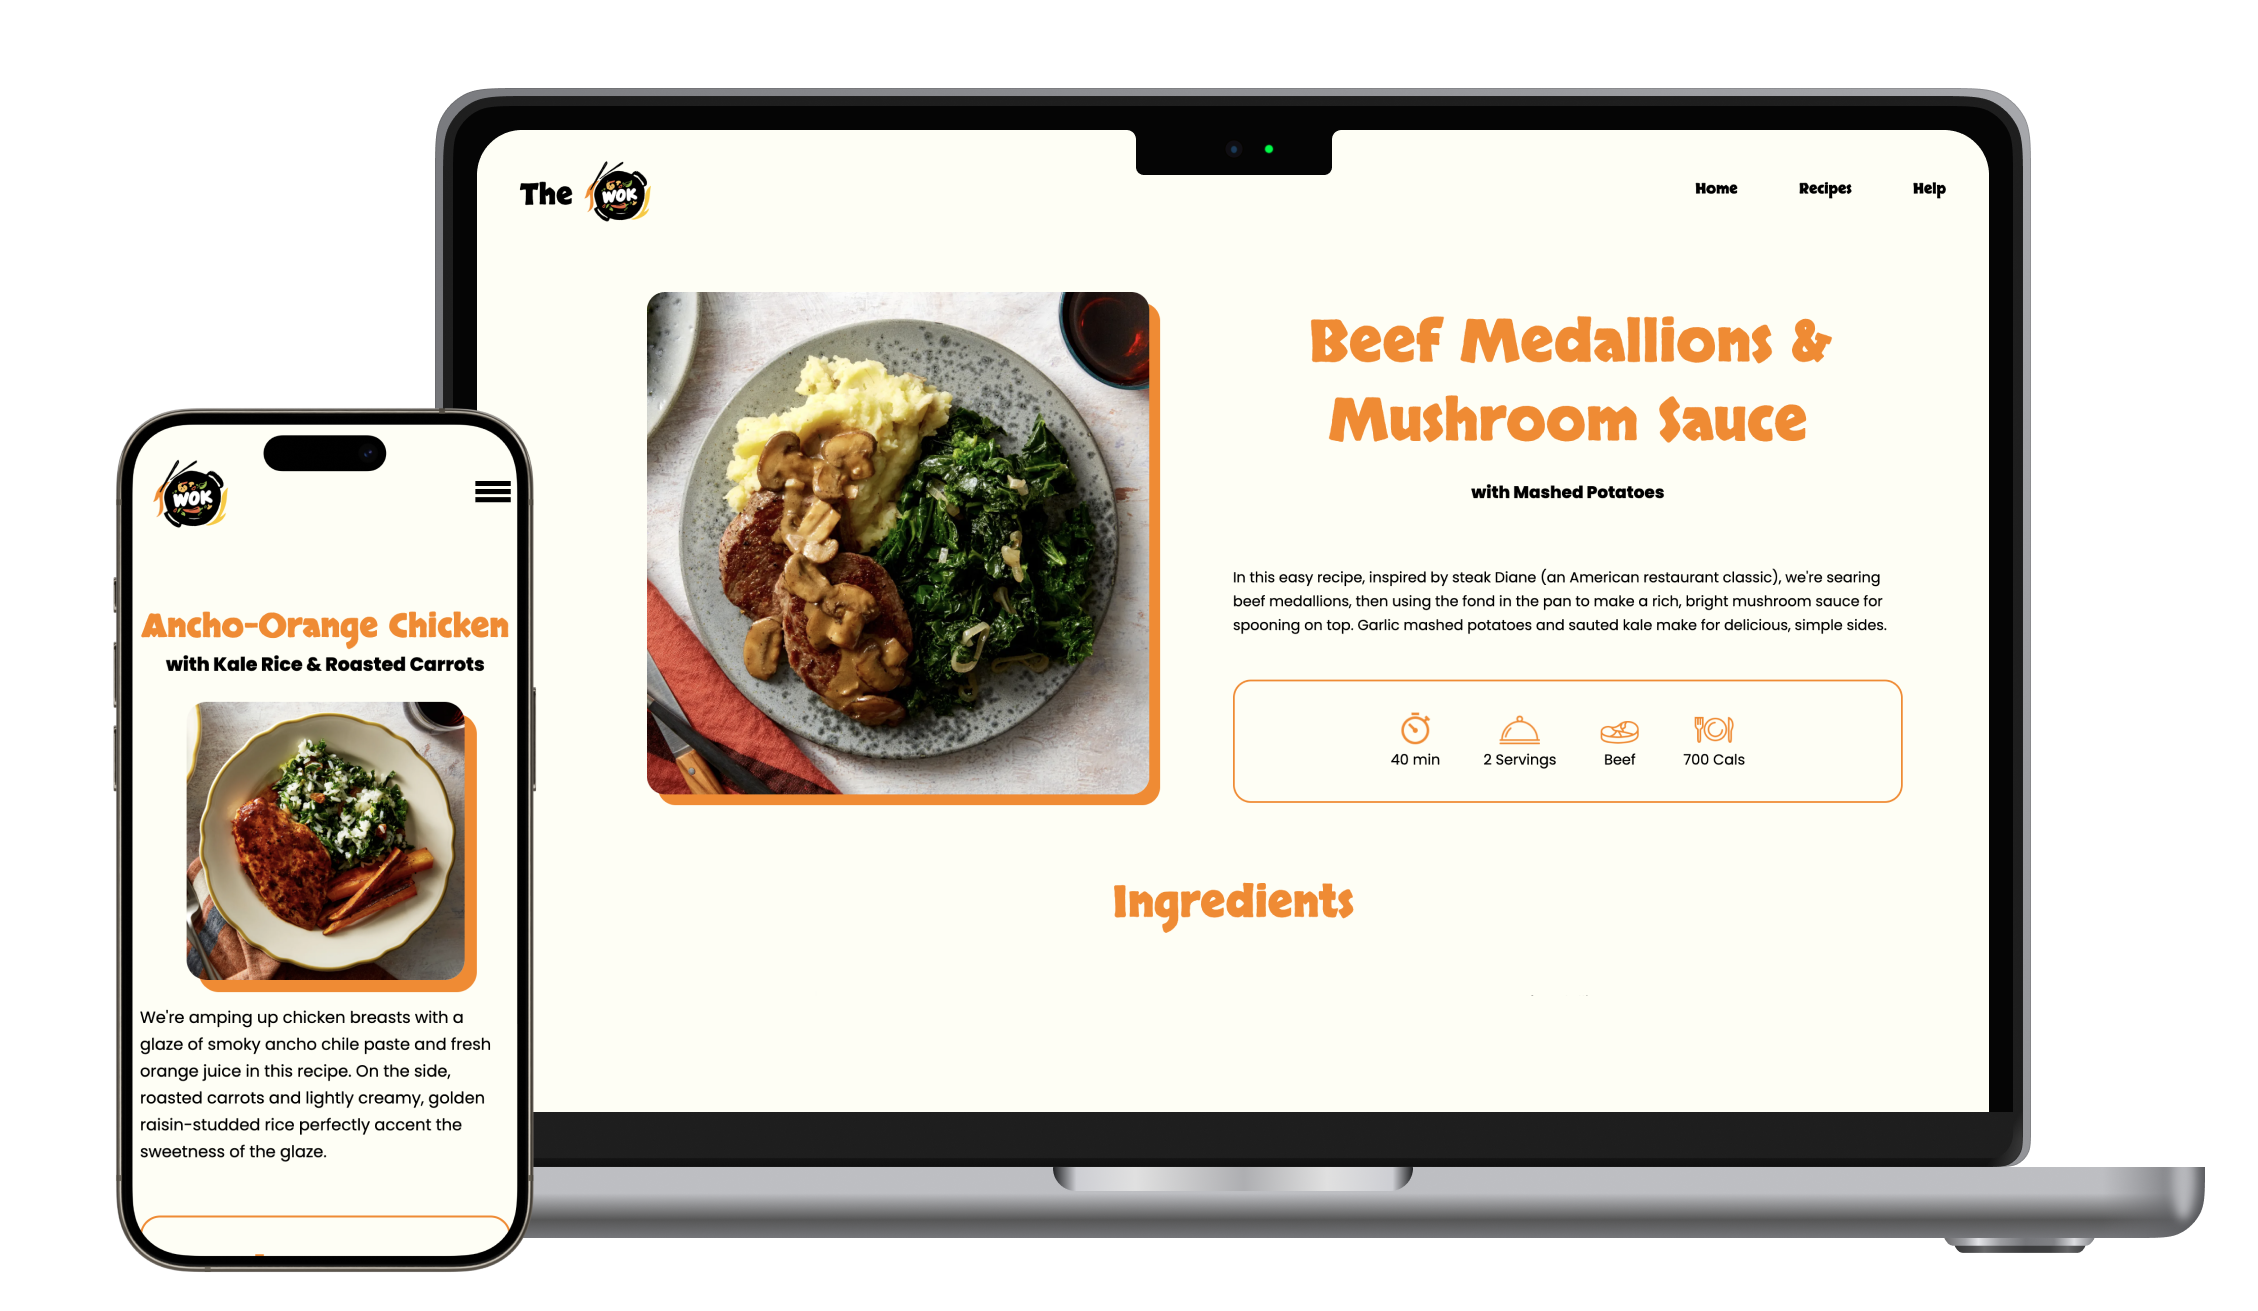 The WOK
Home Recipes Help
Beef Medallions &
Mushroom Sauce
with Mashed Potatoes
In this easy recipe, inspired by steak Diane (an American restaurant classic), we're searing
beef medallions, then using the fond in the pan to make a rich, bright mushroom sauce for
spooning on top. Garlic mashed potatoes and sauted kale make for delicious, simple sides.
40 min 2 Servings Beef 700 Cals
Ingredients
WOK
Ancho-Orange Chicken
with Kale Rice & Roasted Carrots
We're amping up chicken breasts with a
glaze of smoky ancho chile paste and fresh
orange juice in this recipe. On the side,
roasted carrots and lightly creamy, golden
raisin-studded rice perfectly accent the
sweetness of the glaze.